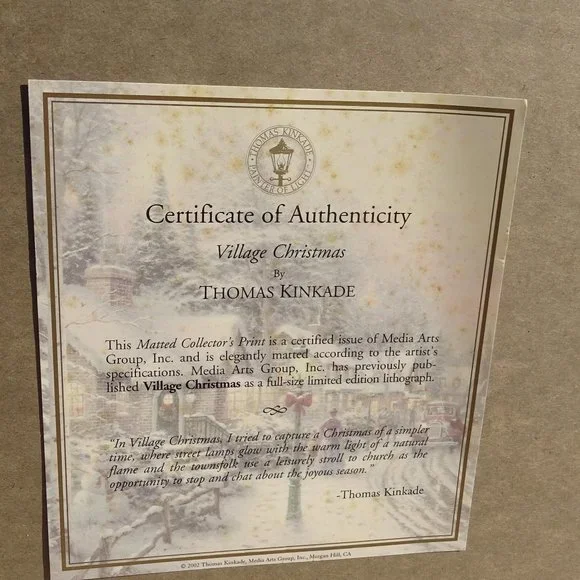 THOMAS KINKADE
PAINTER OF LIGHT
Certificate of Authenticity
Village Christmas
By
THOMAS KINKADE
This Matted Collector's Print is a certified issue of Media Arts
Group, Inc. and is elegantly matted according to the artist's
specifications. Media Arts Group, Inc. has previously pub-
lished Village Christmas as a full-size limited edition lithograph.
"In Village Christmas, I tried to capture a Christmas of a simpler
time, where street lamps glow with the warm light of a natural
flame and the townsfolk use a leisurely stroll to church as the
opportunity to stop and chat about the joyous season."
-Thomas Kinkade
© 2002 Thomas Kinkade, Media Arts Group, Inc., Morgan Hill, CA